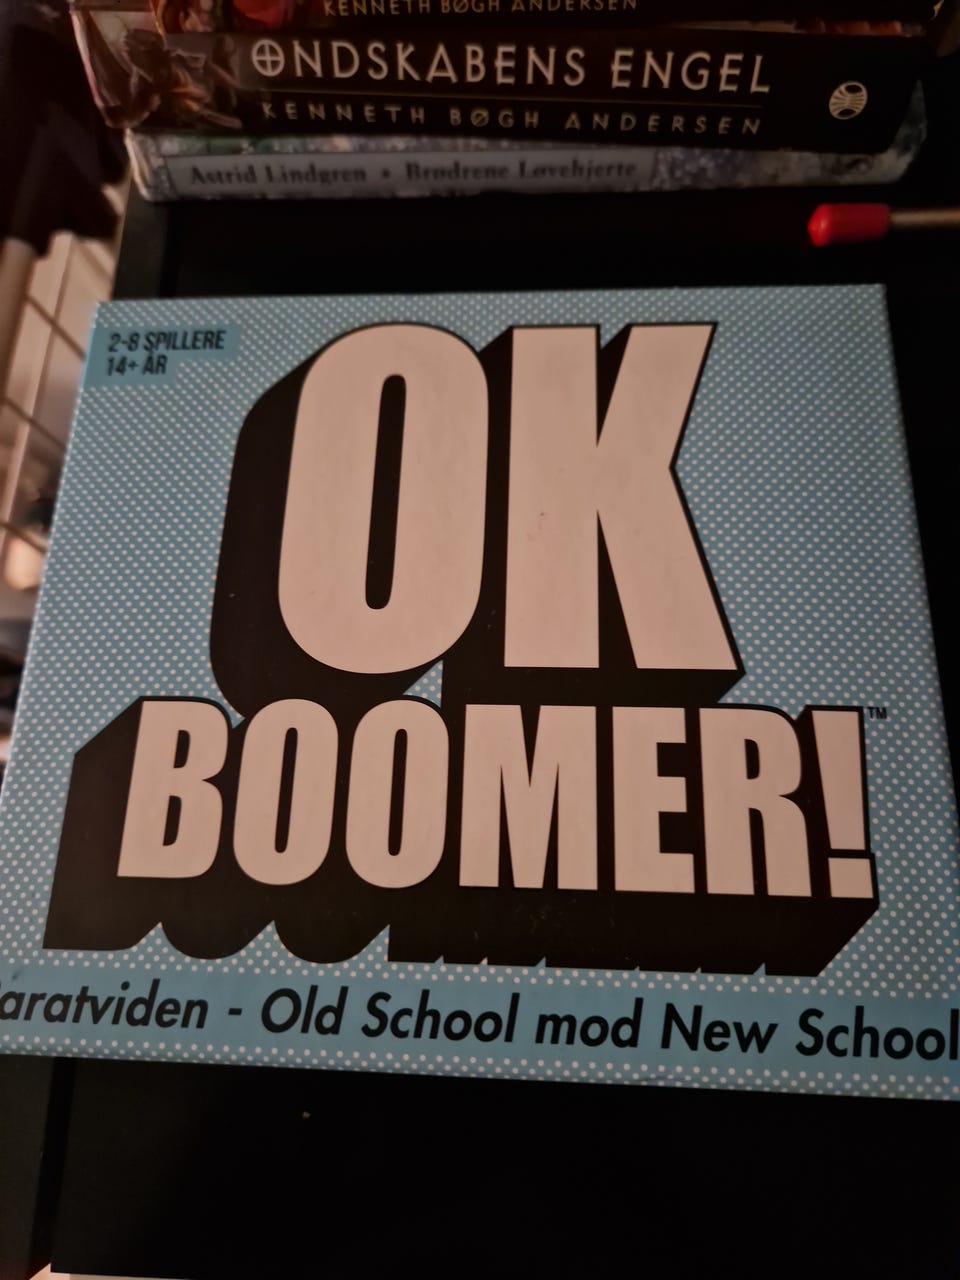 KENNETH BØGH ANDERSEN
ONDSKABENS ENGEL
KENNETH BØGH ANDERSEN
Astrid Lindgren • Brødrene Løvehjerte
2-8 SPILLERE
14+ ÅR
OK
BOOMER!™
Paratviden - Old School mod New School